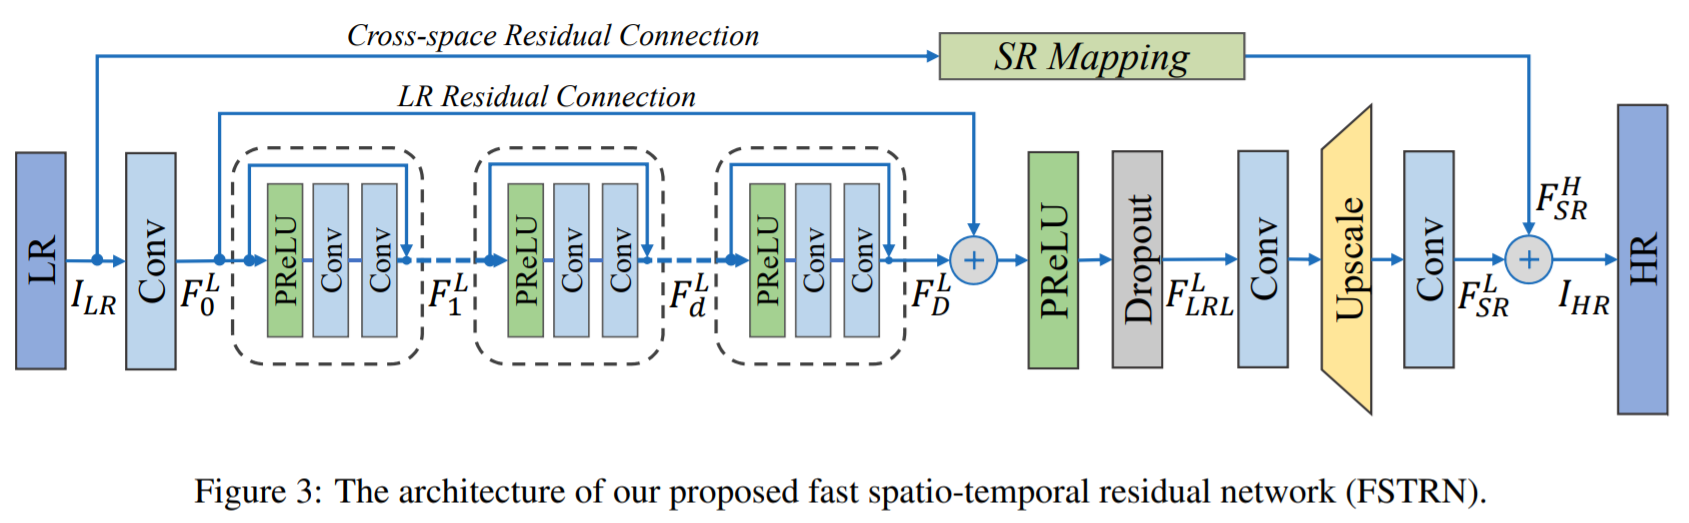 Cross-space Residual Connection
SR Mapping
LR Residual Connection
LR
I_{LR}
Conv
F_0^L
PReLU
Conv
Conv
F_1^L
PReLU
Conv
Conv
F_d^L
PReLU
Conv
Conv
F_D^L
+
PReLU
Dropout
F_{LRL}^L
Conv
Upscale
Conv
F_{SR}^L
F_{SR}^H
+
I_{HR}
HR
Figure 3: The architecture of our proposed fast spatio-temporal residual network (FSTRN).